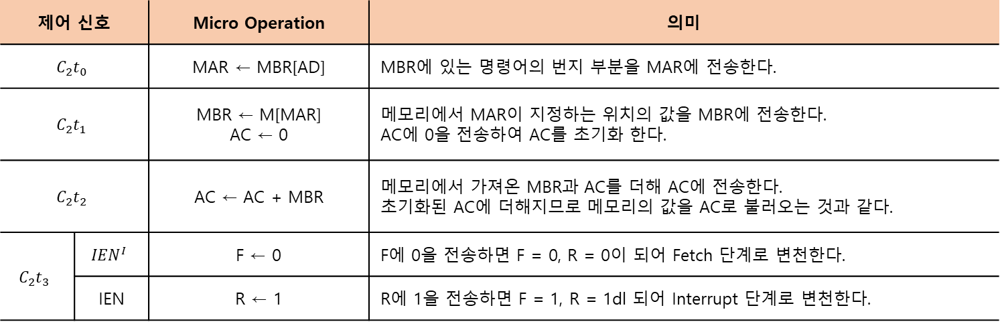 제어 신호 Micro Operation 의미
C₂t₀ MAR ← MBR[AD] MBR에 있는 명령어의 번지 부분을 MAR에 전송한다.
C₂t₁ MBR ← M[MAR] 메모리에서 MAR이 지정하는 위치의 값을 MBR에 전송한다.
AC ← 0 AC에 0을 전송하여 AC를 초기화 한다.
C₂t₂ AC ← AC + MBR 메모리에서 가져온 MBR과 AC를 더해 AC에 전송한다.
초기화된 AC에 더해지므로 메모리의 값을 AC로 불러오는 것과 같다.
C₂t₃ IENᴵ F ← 0 F에 0을 전송하면 F = 0, R = 0이 되어 Fetch 단계로 변천한다.
IEN R ← 1 R에 1을 전송하면 F = 1, R = 1dl 되어 Interrupt 단계로 변천한다.